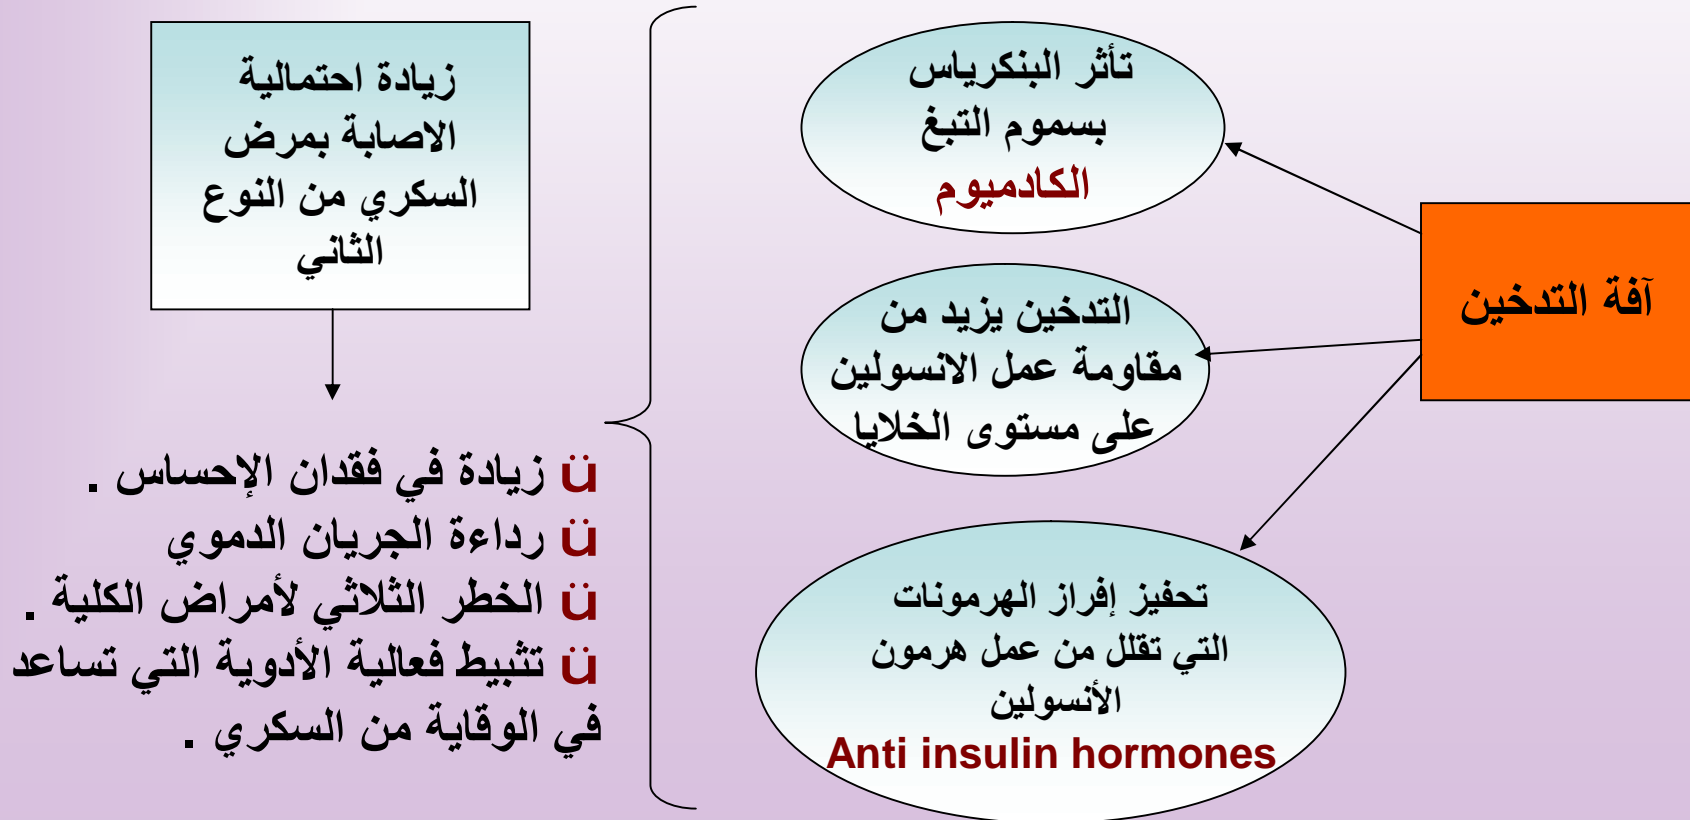 آفة التدخين
تأثر البنكرياس
بسموم التبغ
الكادميوم
التدخين يزيد من
مقاومة عمل الانسولين
على مستوى الخلايا
تحفيز إفراز الهرمونات
التي تقلل من عمل هرمون
الأنسولين
Anti insulin hormones
زيادة احتمالية
الاصابة بمرض
السكري من النوع
الثاني
ü زيادة في فقدان الإحساس .
ü رداءة الجريان الدموي
ü الخطر الثلاثي لأمراض الكلية .
ü تثبيط فعالية الأدوية التي تساعد
في الوقاية من السكري .